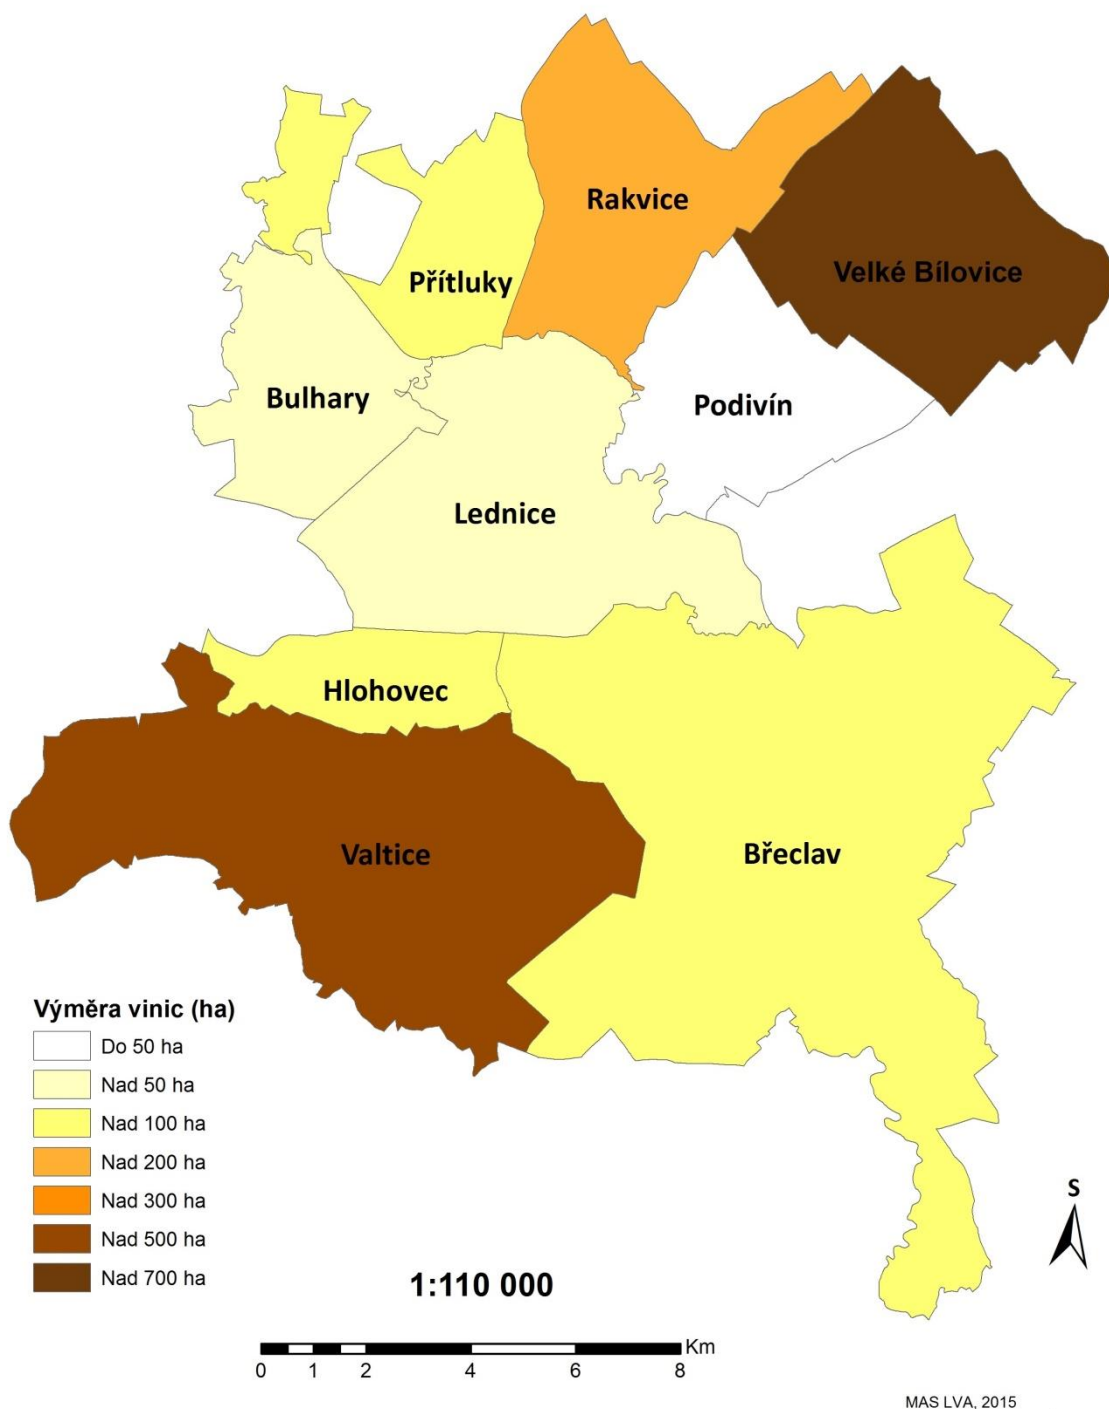 Rakvice
Velké Bílovice
Přítluky
Bulhary
Podivín
Lednice
Hlohovec
Valtice
Břeclav
Výměra vinic (ha)
Do 50 ha
Nad 50 ha
Nad 100 ha
Nad 200 ha
Nad 300 ha
Nad 500 ha
Nad 700 ha
S
1:110 000
Km
0 1 2 4 6 8
MAS LVA, 2015